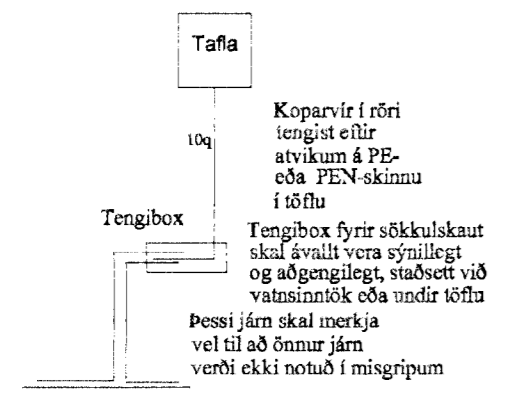 Tafla
Koparvír í röri
tengist eftir
atvikum á PE-
eða PEN-skinnu
í töflu
10q
Tengibox
Tengibox fyrir sökkulskaut
skal ávallt vera sýnillegt
og aðgengilegt, staðsett við
vatnsinntök eða undir töflu
Þessi járn skal merkja
vel til að önnur járn
verði ekki notuð í misgripum